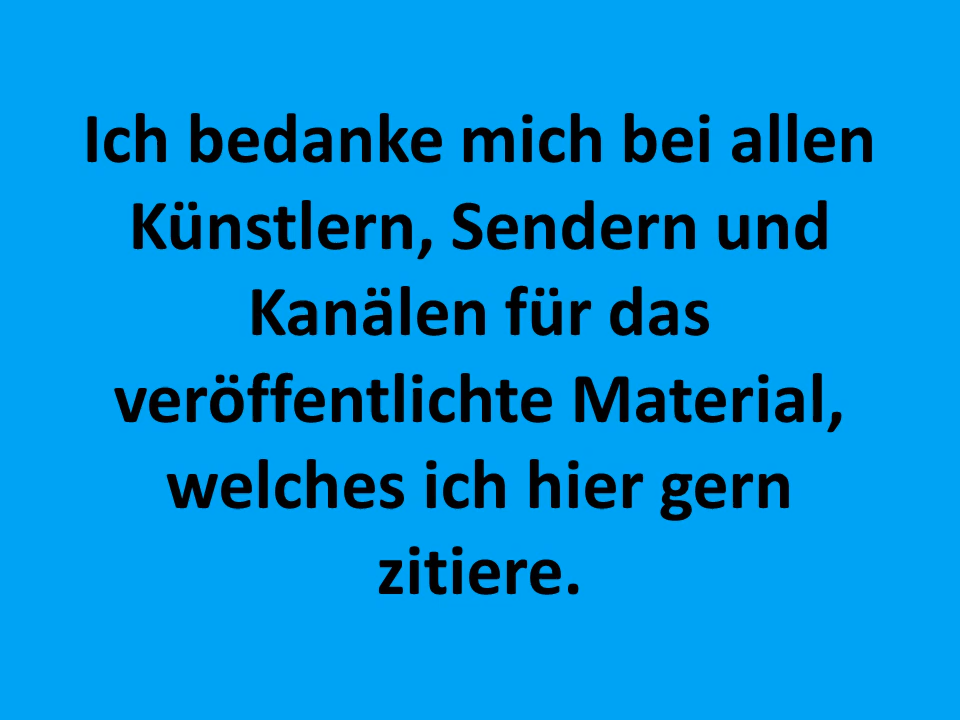 Ich bedanke mich bei allen
Künstlern, Sendern und
Kanälen für das
veröffentlichte Material,
welches ich hier gern
zitiere.